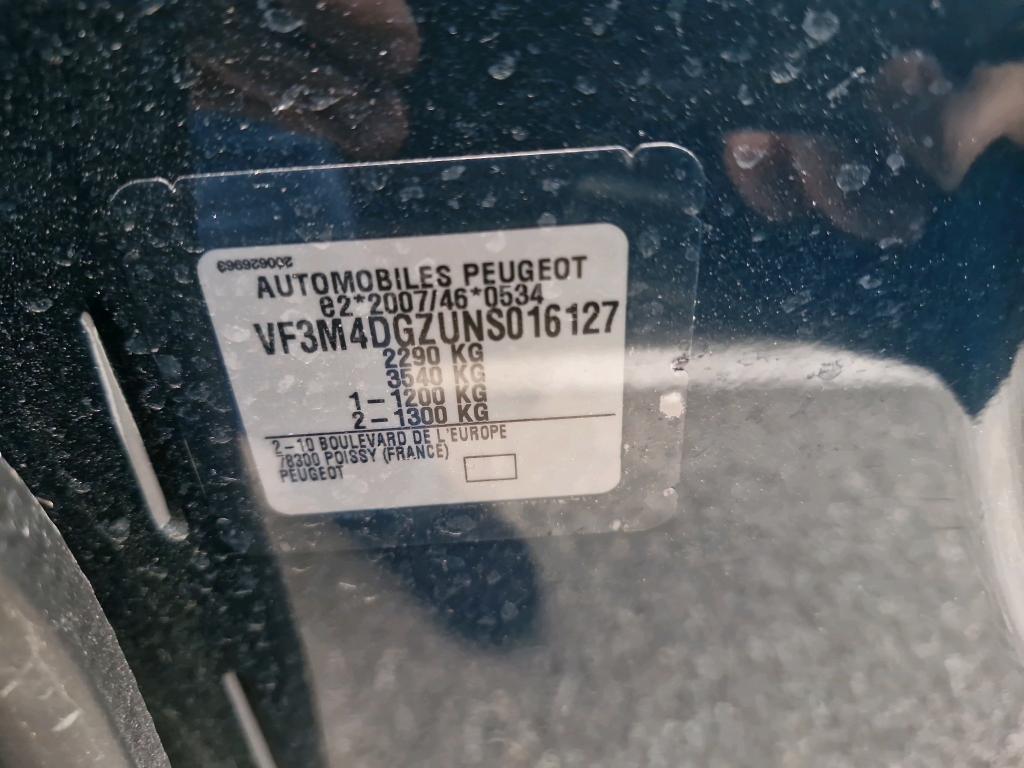 200626963
AUTOMOBILES PEUGEOT
e2*2007/46*0534
VF3M4DGZUNS016127
2290 KG
3540 KG
1-1200 KG
2-1300 KG
2-10 BOULEVARD DE L'EUROPE
78300 POISSY (FRANCE)
PEUGEOT